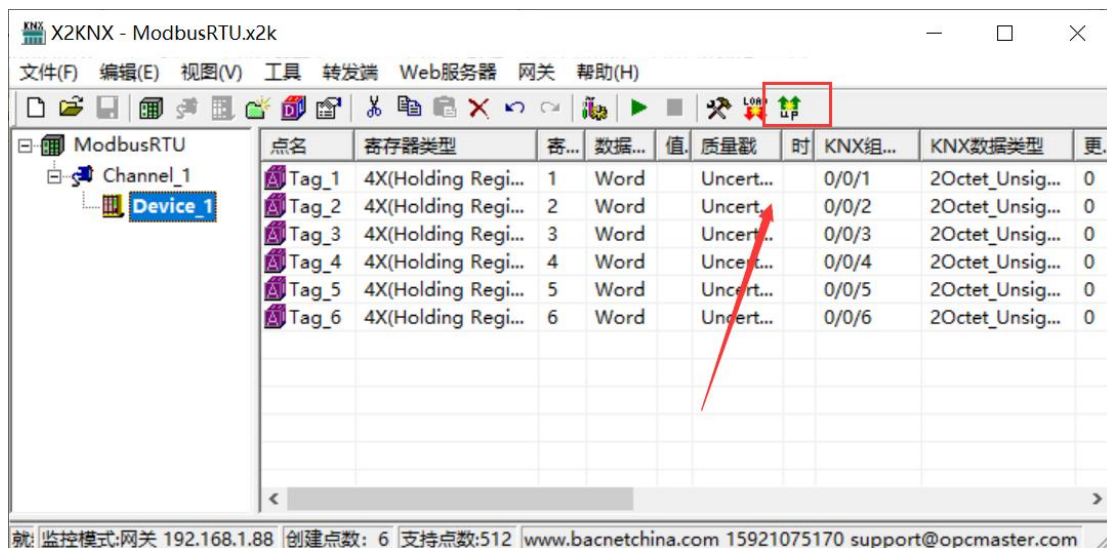 KNX X2KNX - ModbusRTU.x2k
文件(F) 编辑(E) 视图(V) 工具 转发端 Web服务器 网关 帮助(H)
LOAD up
ModbusRTU
Channel_1
Device_1
点名 寄存器类型 寄... 数据... 值. 质量戳 时 KNX组... KNX数据类型 更.
Tag_1 4X(Holding Regi... 1 Word Uncert... 0/0/1 2Octet_Unsig... 0
Tag_2 4X(Holding Regi... 2 Word Uncert... 0/0/2 2Octet_Unsig... 0
Tag_3 4X(Holding Regi... 3 Word Uncert... 0/0/3 2Octet_Unsig... 0
Tag_4 4X(Holding Regi... 4 Word Uncert... 0/0/4 2Octet_Unsig... 0
Tag_5 4X(Holding Regi... 5 Word Uncert... 0/0/5 2Octet_Unsig... 0
Tag_6 4X(Holding Regi... 6 Word Uncert... 0/0/6 2Octet_Unsig... 0
就 监控模式:网关 192.168.1.88 创建点数: 6 支持点数:512 www.bacnetchina.com 15921075170 support@opcmaster.com